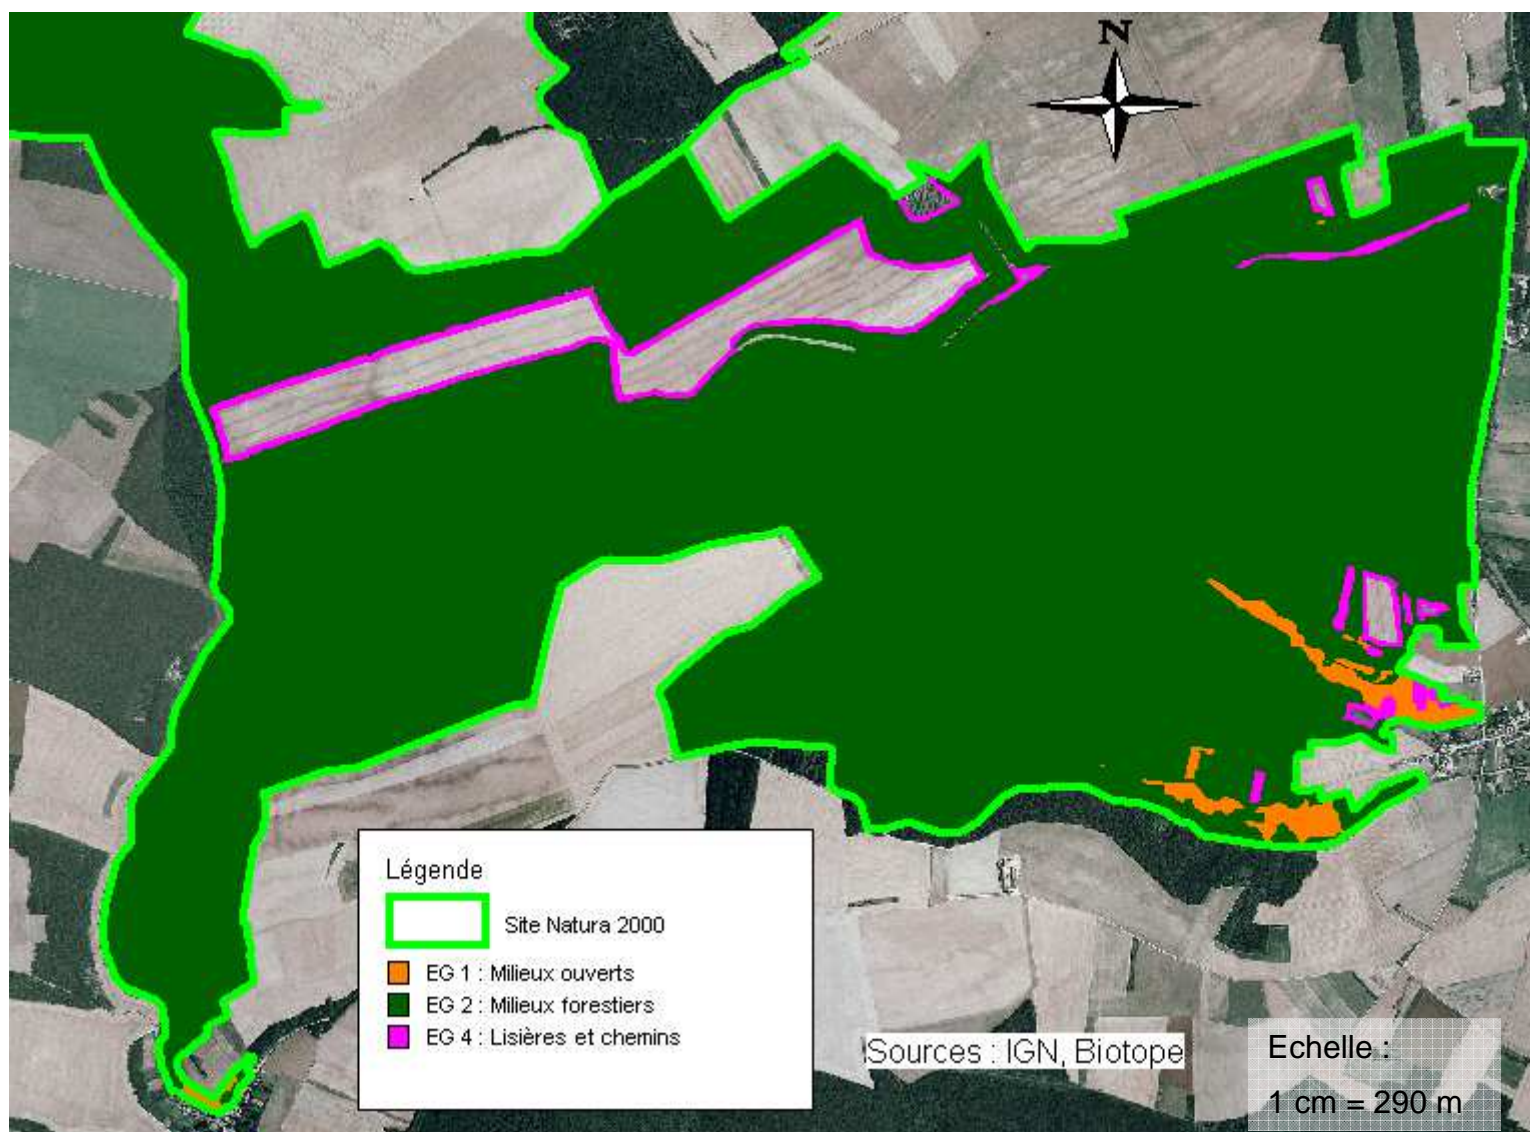 N
Légende
Site Natura 2000
EG 1 : Milieux ouverts
EG 2 : Milieux forestiers
EG 4 : Lisières et chemins
Sources : IGN, Biotope
Echelle :
1 cm = 290 m